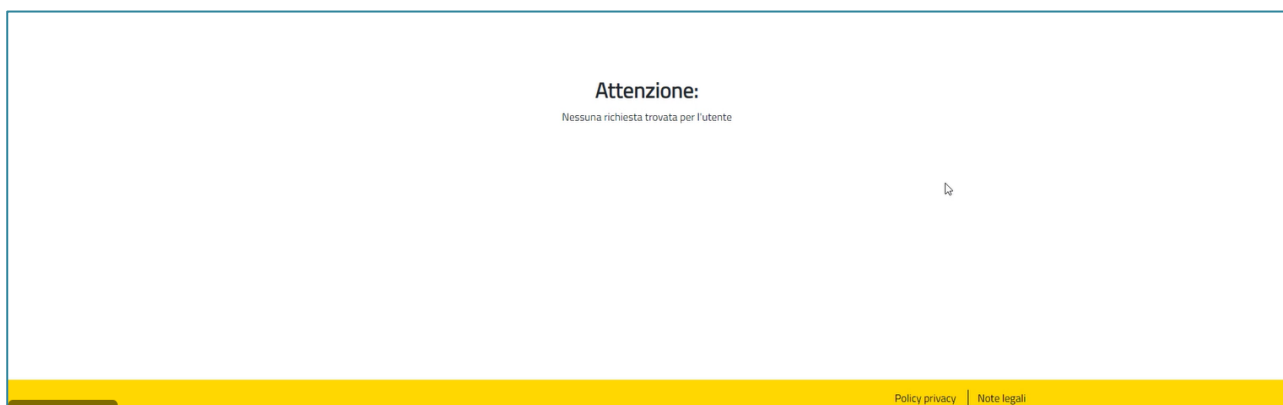 Attenzione:
Nessuna richiesta trovata per l'utente
Policy privacy | Note legali